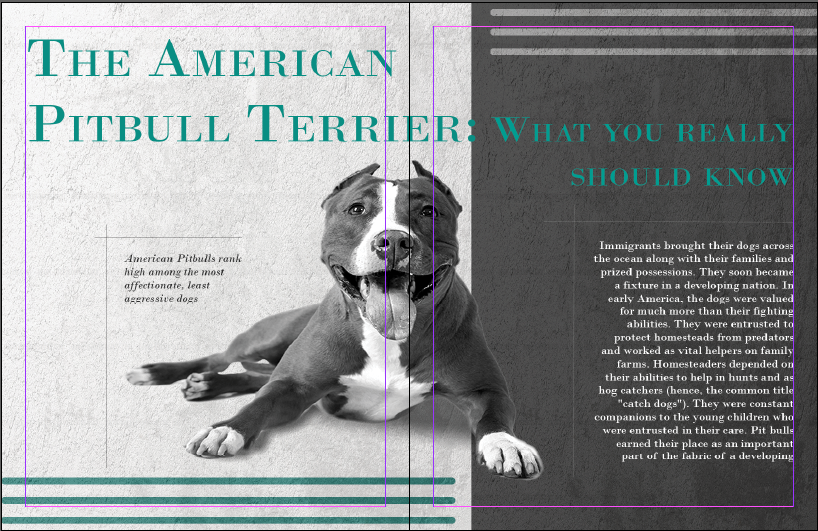 The American
Pitbull Terrier: What you really
should know
American Pitbulls rank
high among the most
affectionate, least
aggressive dogs
Immigrants brought their dogs across
the ocean along with their families and
prized possessions. They soon became
a fixture in a developing nation. In
early America, the dogs were valued
for much more than their fighting
abilities. They were entrusted to
protect homesteads from predators
and worked as vital helpers on family
farms. Homesteaders depended on
their abilities to help in hunts and as
hog catchers (hence, the common title
"catch dogs"). They were constant
companions to the young children who
were entrusted in their care. Pit bulls
earned their place as an important
part of the fabric of a developing